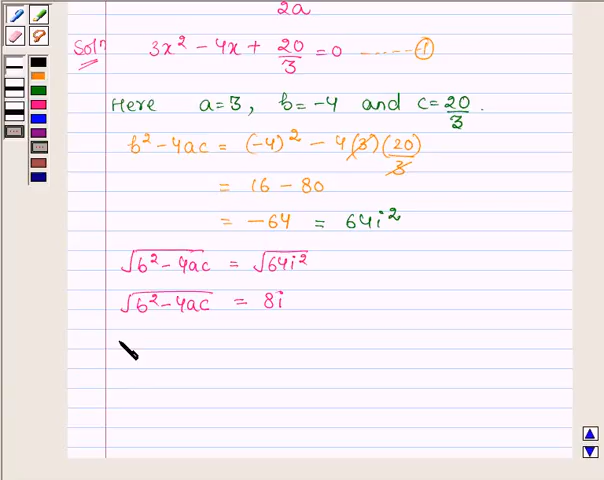 2a
Soln 3x² - 4x + 20/3 = 0 ------①
Here a=3, b=-4 and c=20/3.
b²-4ac = (-4)² - 4(3)(20/3)
= 16 - 80
= -64 = 64i²
√b²-4ac = √64i²
√b²-4ac = 8i